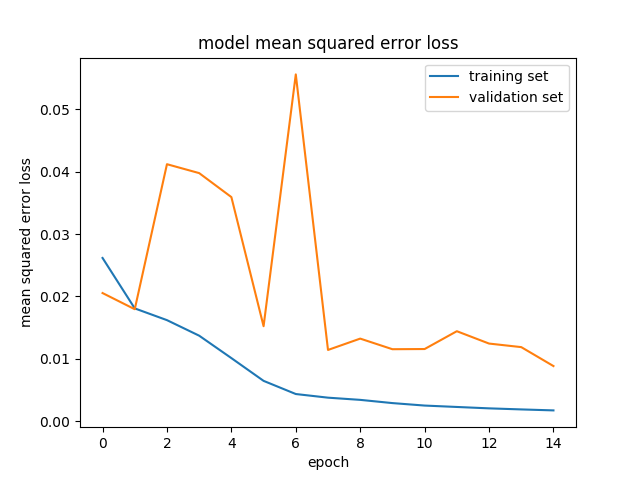 model mean squared error loss
training set
validation set
mean squared error loss
0.05
0.04
0.03
0.02
0.01
0.00
0 2 4 6 8 10 12 14
epoch